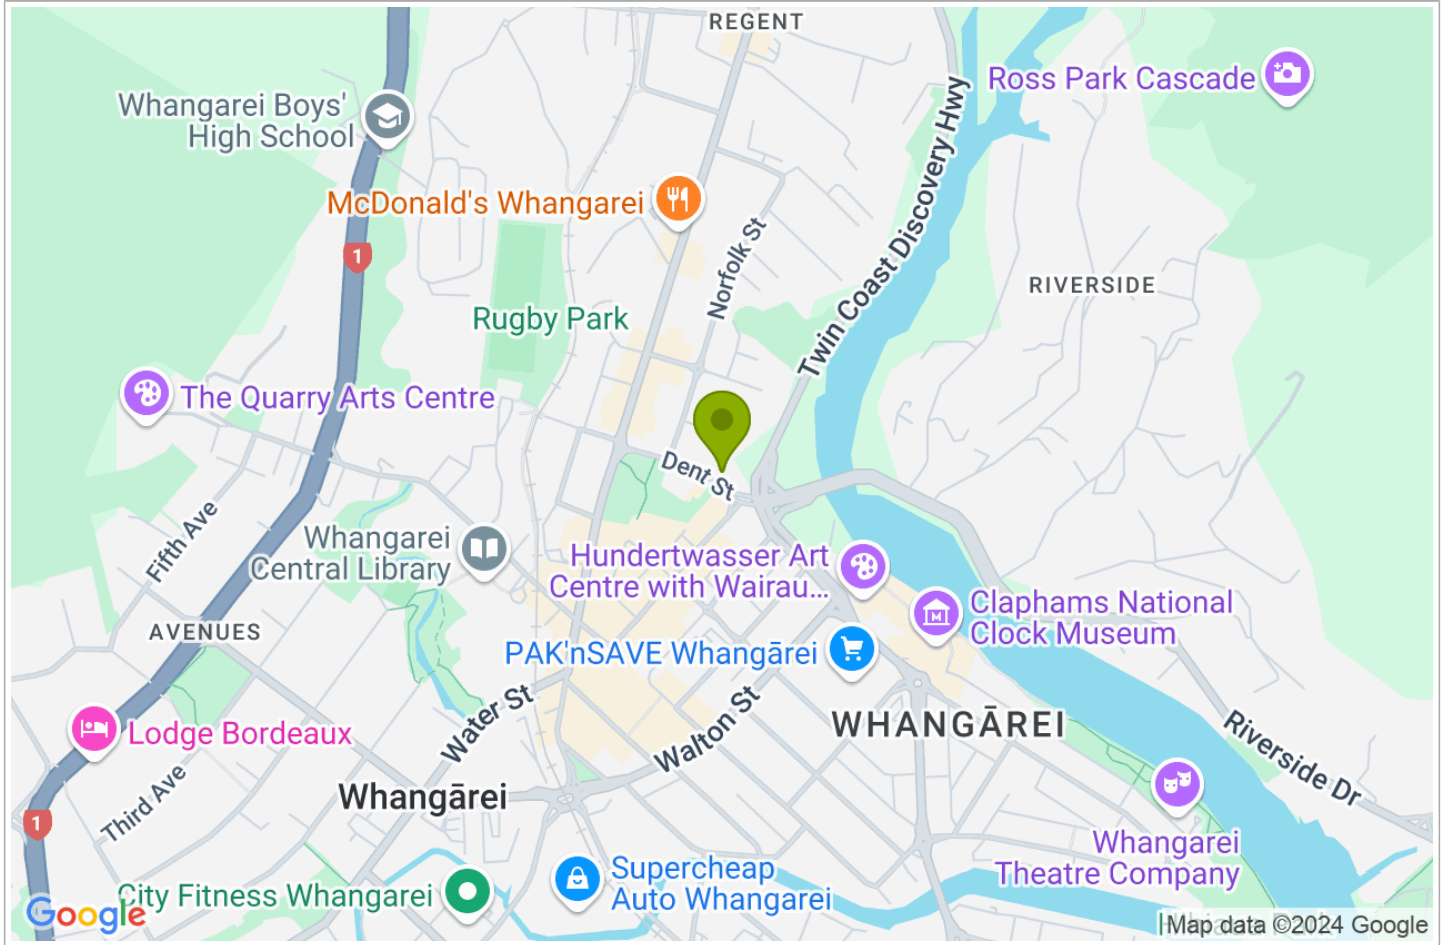 REGENT
Ross Park Cascade
Whangarei Boys'
High School
Twin Coast Discovery Hwy
McDonald's Whangarei
Norfolk St
1
RIVERSIDE
Rugby Park
The Quarry Arts Centre
Dent St
Fifth Ave
Whangarei
Central Library
Hundertwasser Art
Centre with Wairau...
Claphams National
Clock Museum
AVENUES
PAK'nSAVE Whangārei
Water St
Walton St
WHANGĀREI
Lodge Bordeaux
Riverside Dr
Third Ave
Whangārei
1
Whangarei
Theatre Company
Supercheap
Auto Whangarei
City Fitness Whangarei
Google
Map data ©2024 Google